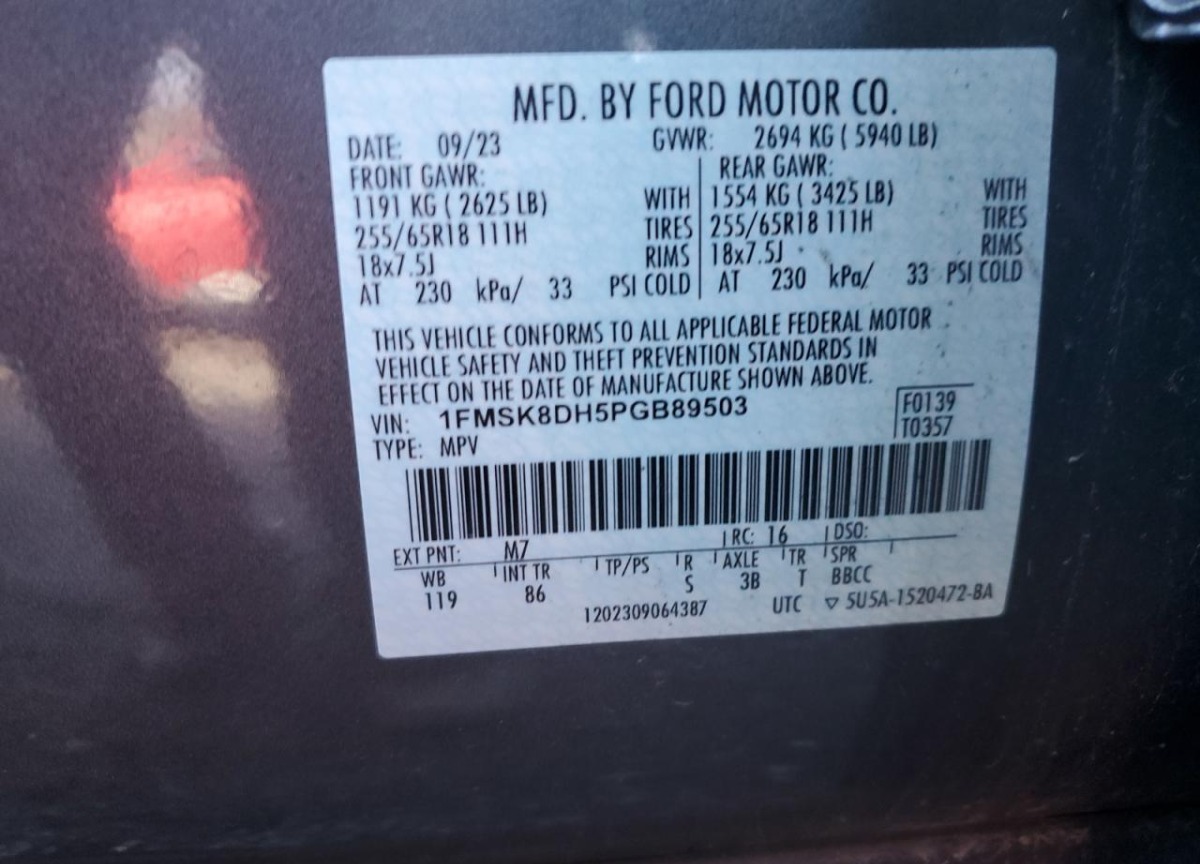 MFD. BY FORD MOTOR CO.
DATE: 09/23 GVWR: 2694 KG ( 5940 LB)
FRONT GAWR: REAR GAWR:
1191 KG ( 2625 LB) WITH 1554 KG ( 3425 LB) WITH
255/65R18 111H TIRES 255/65R18 111H TIRES
18x7.5J RIMS 18x7.5J RIMS
AT 230 kPa/ 33 PSI COLD AT 230 kPa/ 33 PSI COLD
THIS VEHICLE CONFORMS TO ALL APPLICABLE FEDERAL MOTOR
VEHICLE SAFETY AND THEFT PREVENTION STANDARDS IN
EFFECT ON THE DATE OF MANUFACTURE SHOWN ABOVE.
VIN: 1FMSK8DH5PGB89503 F0139
TYPE: MPV T0357
EXT PNT: M7 RC: 16 DSO:
WB INT TR TP/PS R AXLE TR SPR
119 86 S 3B T BBCC
1202309064387 UTC ▽ 5U5A-1520472-BA